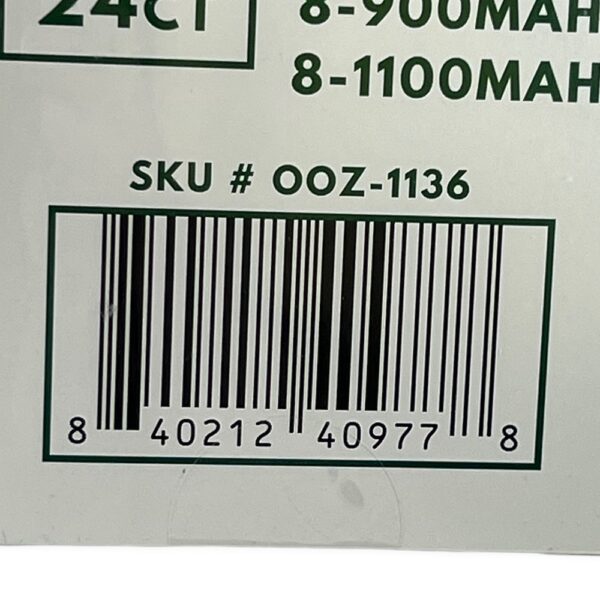 24CT
8-900MAH
8-1100MAH
SKU # OOZ-1136
8 40212 40977 8